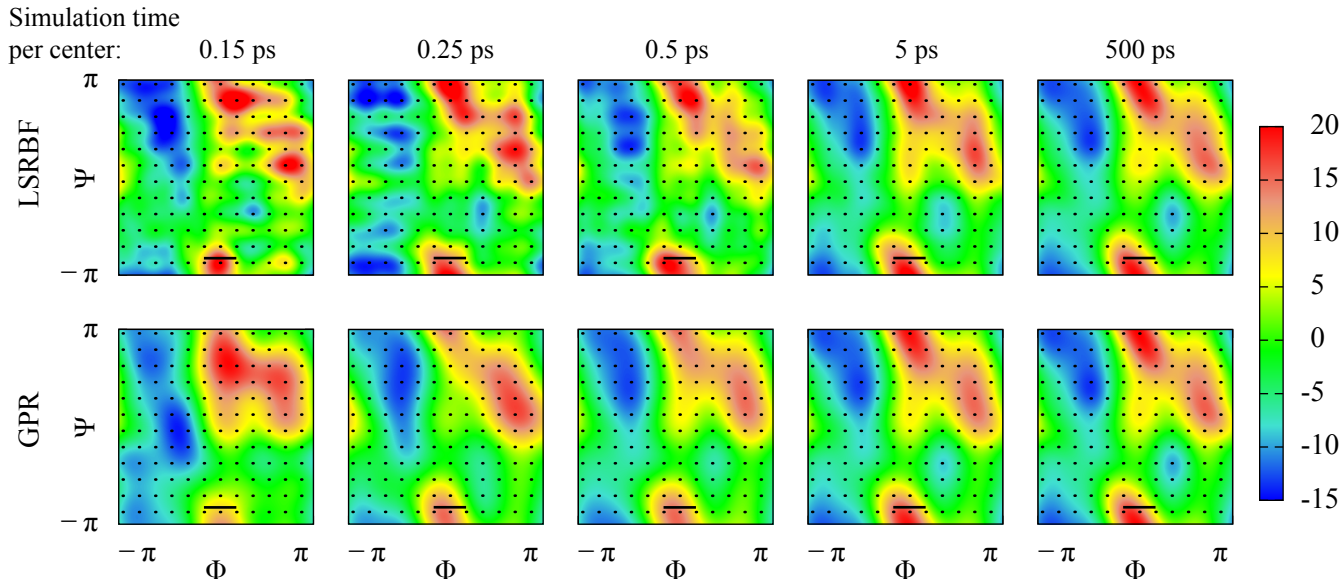 Simulation time
per center: 0.15 ps 0.25 ps 0.5 ps 5 ps 500 ps
π
LSRBF Ψ
−π
20
15
10
5
0
-5
-10
-15
π
GPR Ψ
−π
−π π −π π −π π −π π −π π
Φ Φ Φ Φ Φ